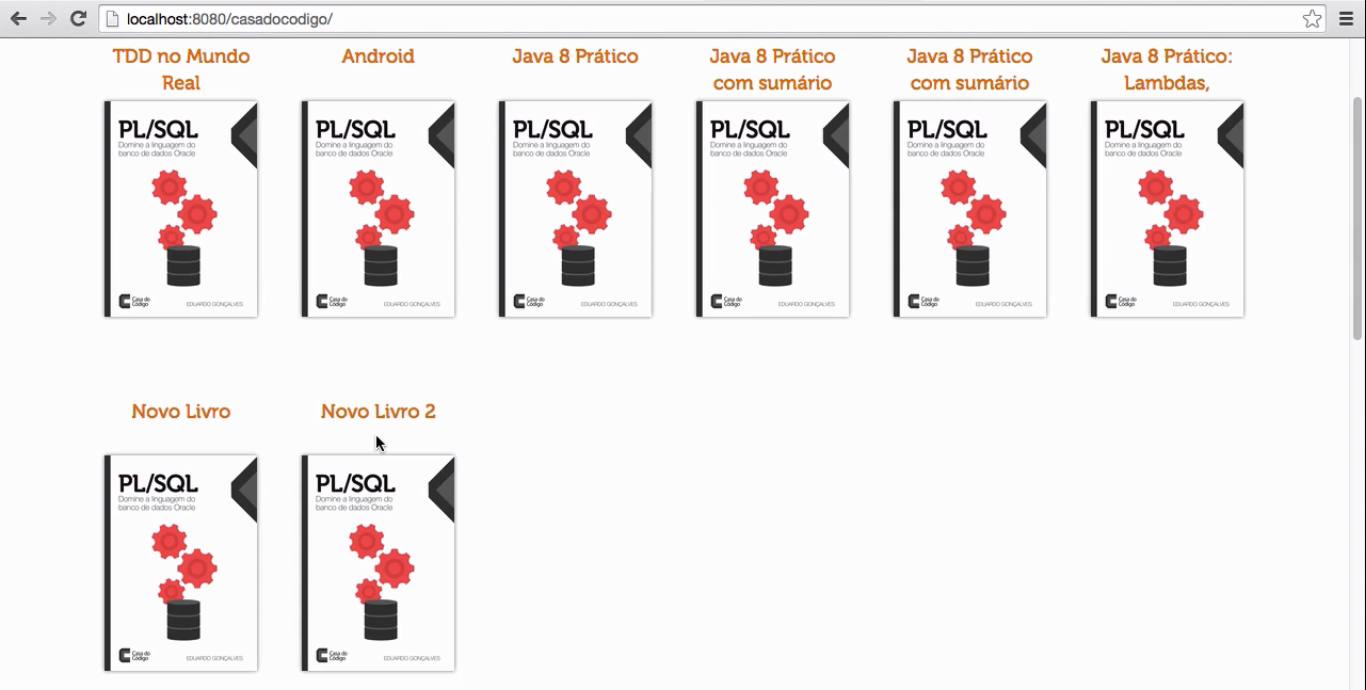 localhost:8080/casadocodigo/
TDD no Mundo
Real
Android
Java 8 Prático
Java 8 Prático
com sumário
Java 8 Prático
com sumário
Java 8 Prático:
Lambdas,
PL/SQL
Domine a linguagem do
banco de dados Oracle
Casa do
Código
EDUARDO GONÇALVES
PL/SQL
Domine a linguagem do
banco de dados Oracle
Casa do
Código
EDUARDO GONÇALVES
PL/SQL
Domine a linguagem do
banco de dados Oracle
Casa do
Código
EDUARDO GONÇALVES
PL/SQL
Domine a linguagem do
banco de dados Oracle
Casa do
Código
EDUARDO GONÇALVES
PL/SQL
Domine a linguagem do
banco de dados Oracle
Casa do
Código
EDUARDO GONÇALVES
PL/SQL
Domine a linguagem do
banco de dados Oracle
Casa do
Código
EDUARDO GONÇALVES
Novo Livro
Novo Livro 2
PL/SQL
Domine a linguagem do
banco de dados Oracle
Casa do
Código
EDUARDO GONÇALVES
PL/SQL
Domine a linguagem do
banco de dados Oracle
Casa do
Código
EDUARDO GONÇALVES